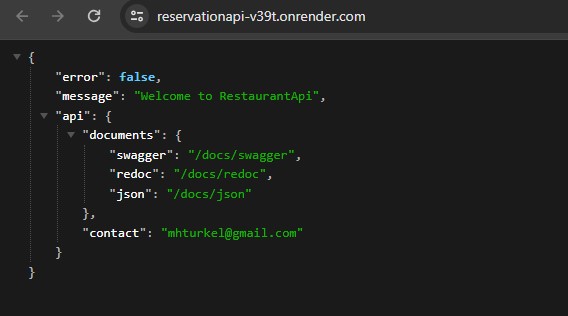 reservationapi-v39t.onrender.com
{
"error": false,
"message": "Welcome to RestaurantApi",
"api": {
"documents": {
"swagger": "/docs/swagger",
"redoc": "/docs/redoc",
"json": "/docs/json"
},
"contact": "mhturkel@gmail.com"
}
}